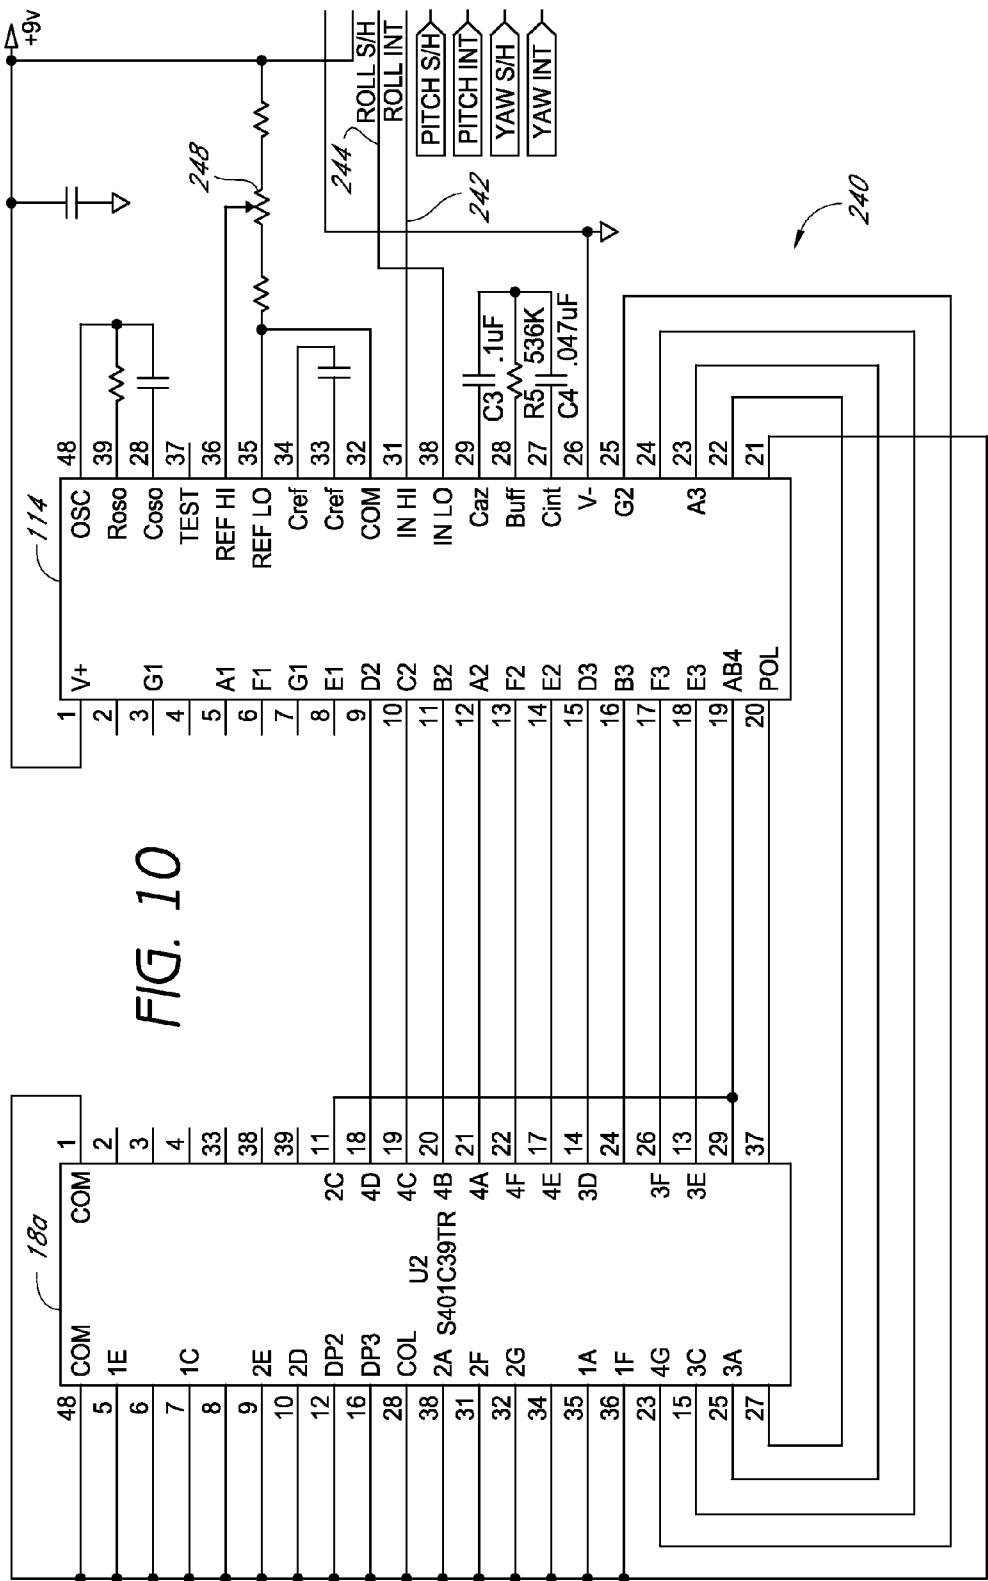 FIG. 10
+9v
248
244
242
240
ROLL S/H
ROLL INT
PITCH S/H
PITCH INT
YAW S/H
YAW INT
114
1 V+
2
3 G1
4
5 A1
6 F1
7 G1
8 E1
9 D2
10 C2
11 B2
12 A2
13 F2
14 E2
15 D3
16 B3
17 F3
18 E3
19 AB4
20 POL
OSC 48
Roso 39
Coso 28
TEST 37
REF HI 36
REF LO 35
Cref 34
Cref 33
COM 32
IN HI 31
IN LO 38
Caz 29
Buff 28
Cint 27
V- 26
G2 25
24
A3 23
22
21
C3 .1uF
R5 536K
C4 .047uF
18a
U2
S401C39TR
48 COM
5 1E
6
7 1C
8
9 2E
10 2D
12 DP2
16 DP3
28 COL
38 2A
31 2F
32 2G
34
35 1A
36 1F
23 4G
15 3C
25 3A
27
COM 1
2
3
4
33
38
39
2C 11
4D 18
4C 19
4B 20
4A 21
4F 22
4E 17
3D 14
24
3F 26
3E 13
29
37